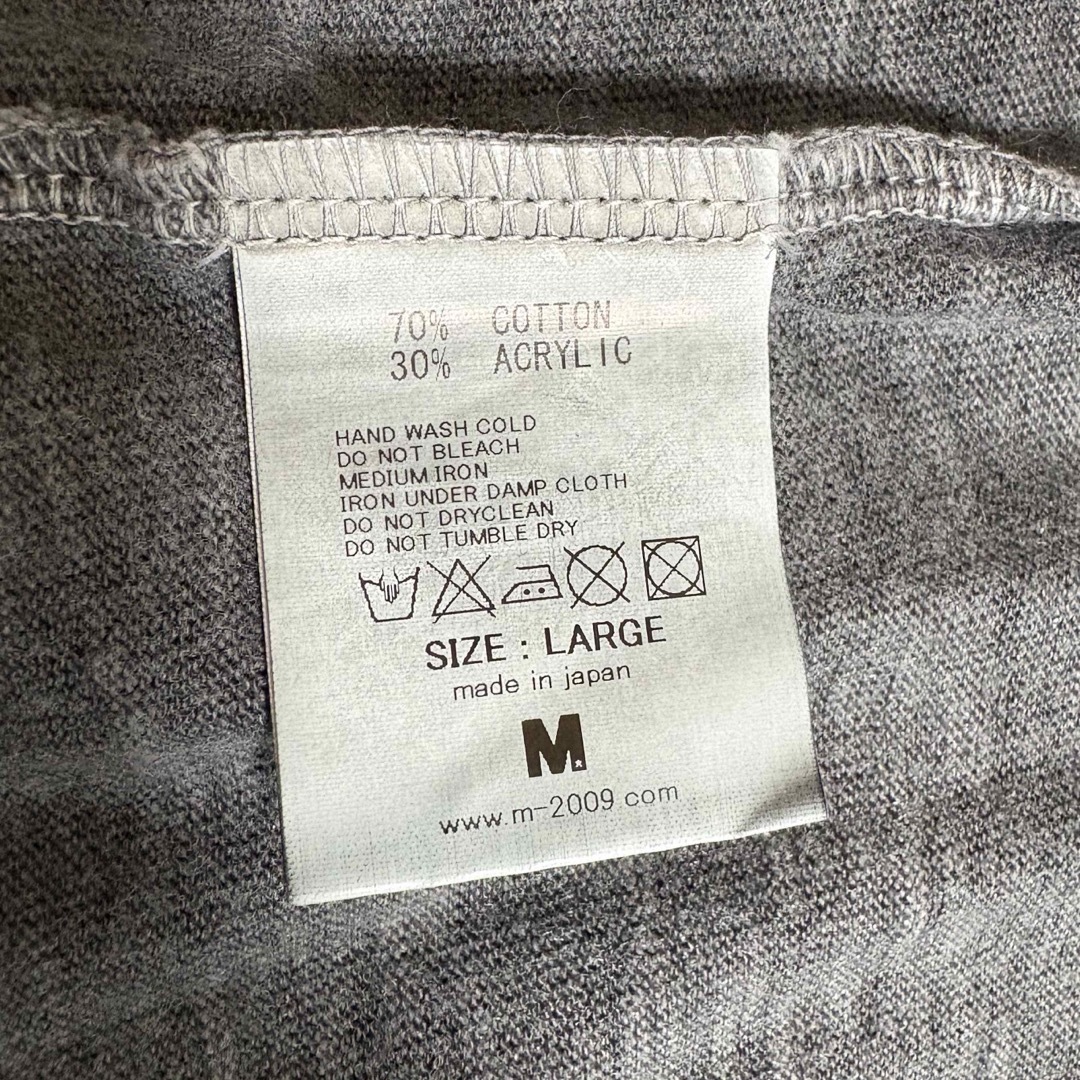 70% COTTON
30% ACRYLIC
HAND WASH COLD
DO NOT BLEACH
MEDIUM IRON
IRON UNDER DAMP CLOTH
DO NOT DRYCLEAN
DO NOT TUMBLE DRY
SIZE : LARGE
made in japan
M
www.m-2009 com